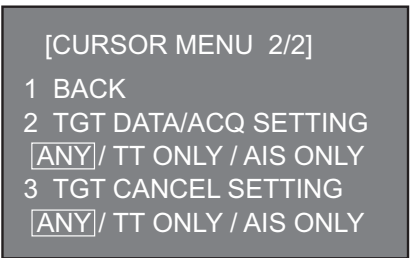 [CURSOR MENU 2/2]
1 BACK
2 TGT DATA/ACQ SETTING
ANY / TT ONLY / AIS ONLY
3 TGT CANCEL SETTING
ANY / TT ONLY / AIS ONLY